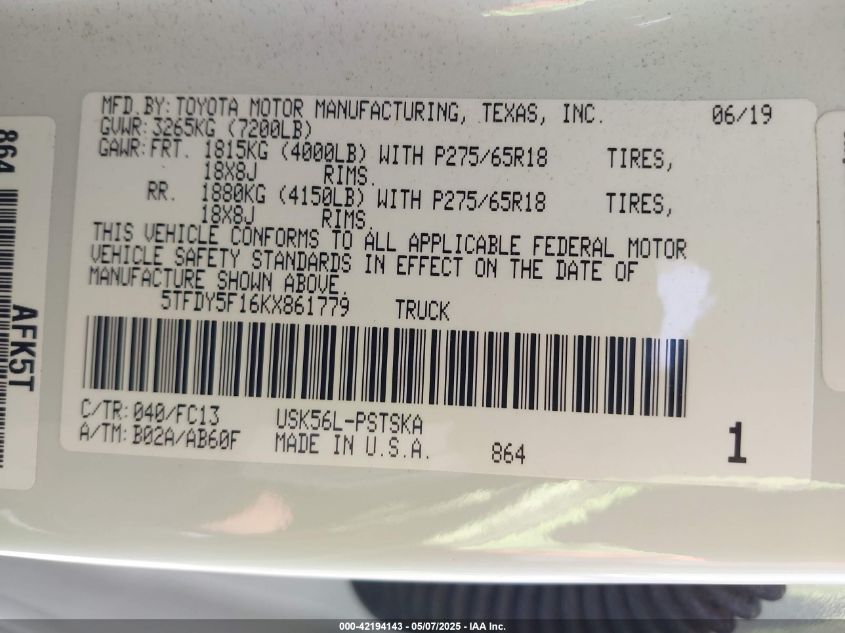 MFD. BY: TOYOTA MOTOR MANUFACTURING, TEXAS, INC. 06/19
GVWR: 3265KG (7200LB)
GAWR: FRT. 1815KG (4000LB) WITH P275/65R18 TIRES,
18X8J RIMS.
RR. 1880KG (4150LB) WITH P275/65R18 TIRES,
18X8J RIMS.
THIS VEHICLE CONFORMS TO ALL APPLICABLE FEDERAL MOTOR
VEHICLE SAFETY STANDARDS IN EFFECT ON THE DATE OF
MANUFACTURE SHOWN ABOVE.
5TFDY5F16KX861779 TRUCK
C/TR: 040/FC13 USK56L-PSTSKA
A/TM: B02A/AB60F MADE IN U.S.A. 864 1
864
AFK5T
000-42194143 - 05/07/2025 - IAA Inc.